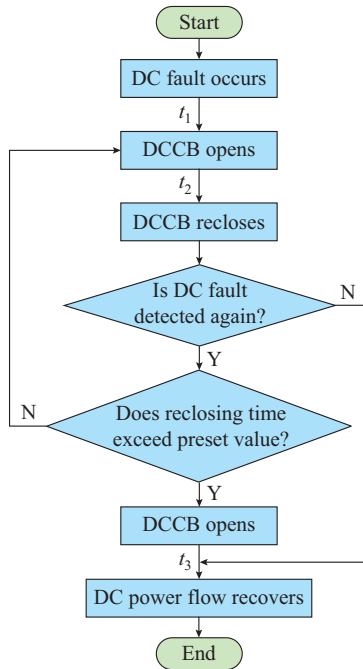 Start
DC fault occurs
t1
DCCB opens
t2
DCCB recloses
Is DC fault
detected again?
N
Y
Does reclosing time
exceed preset value?
N
Y
DCCB opens
t3
DC power flow recovers
End